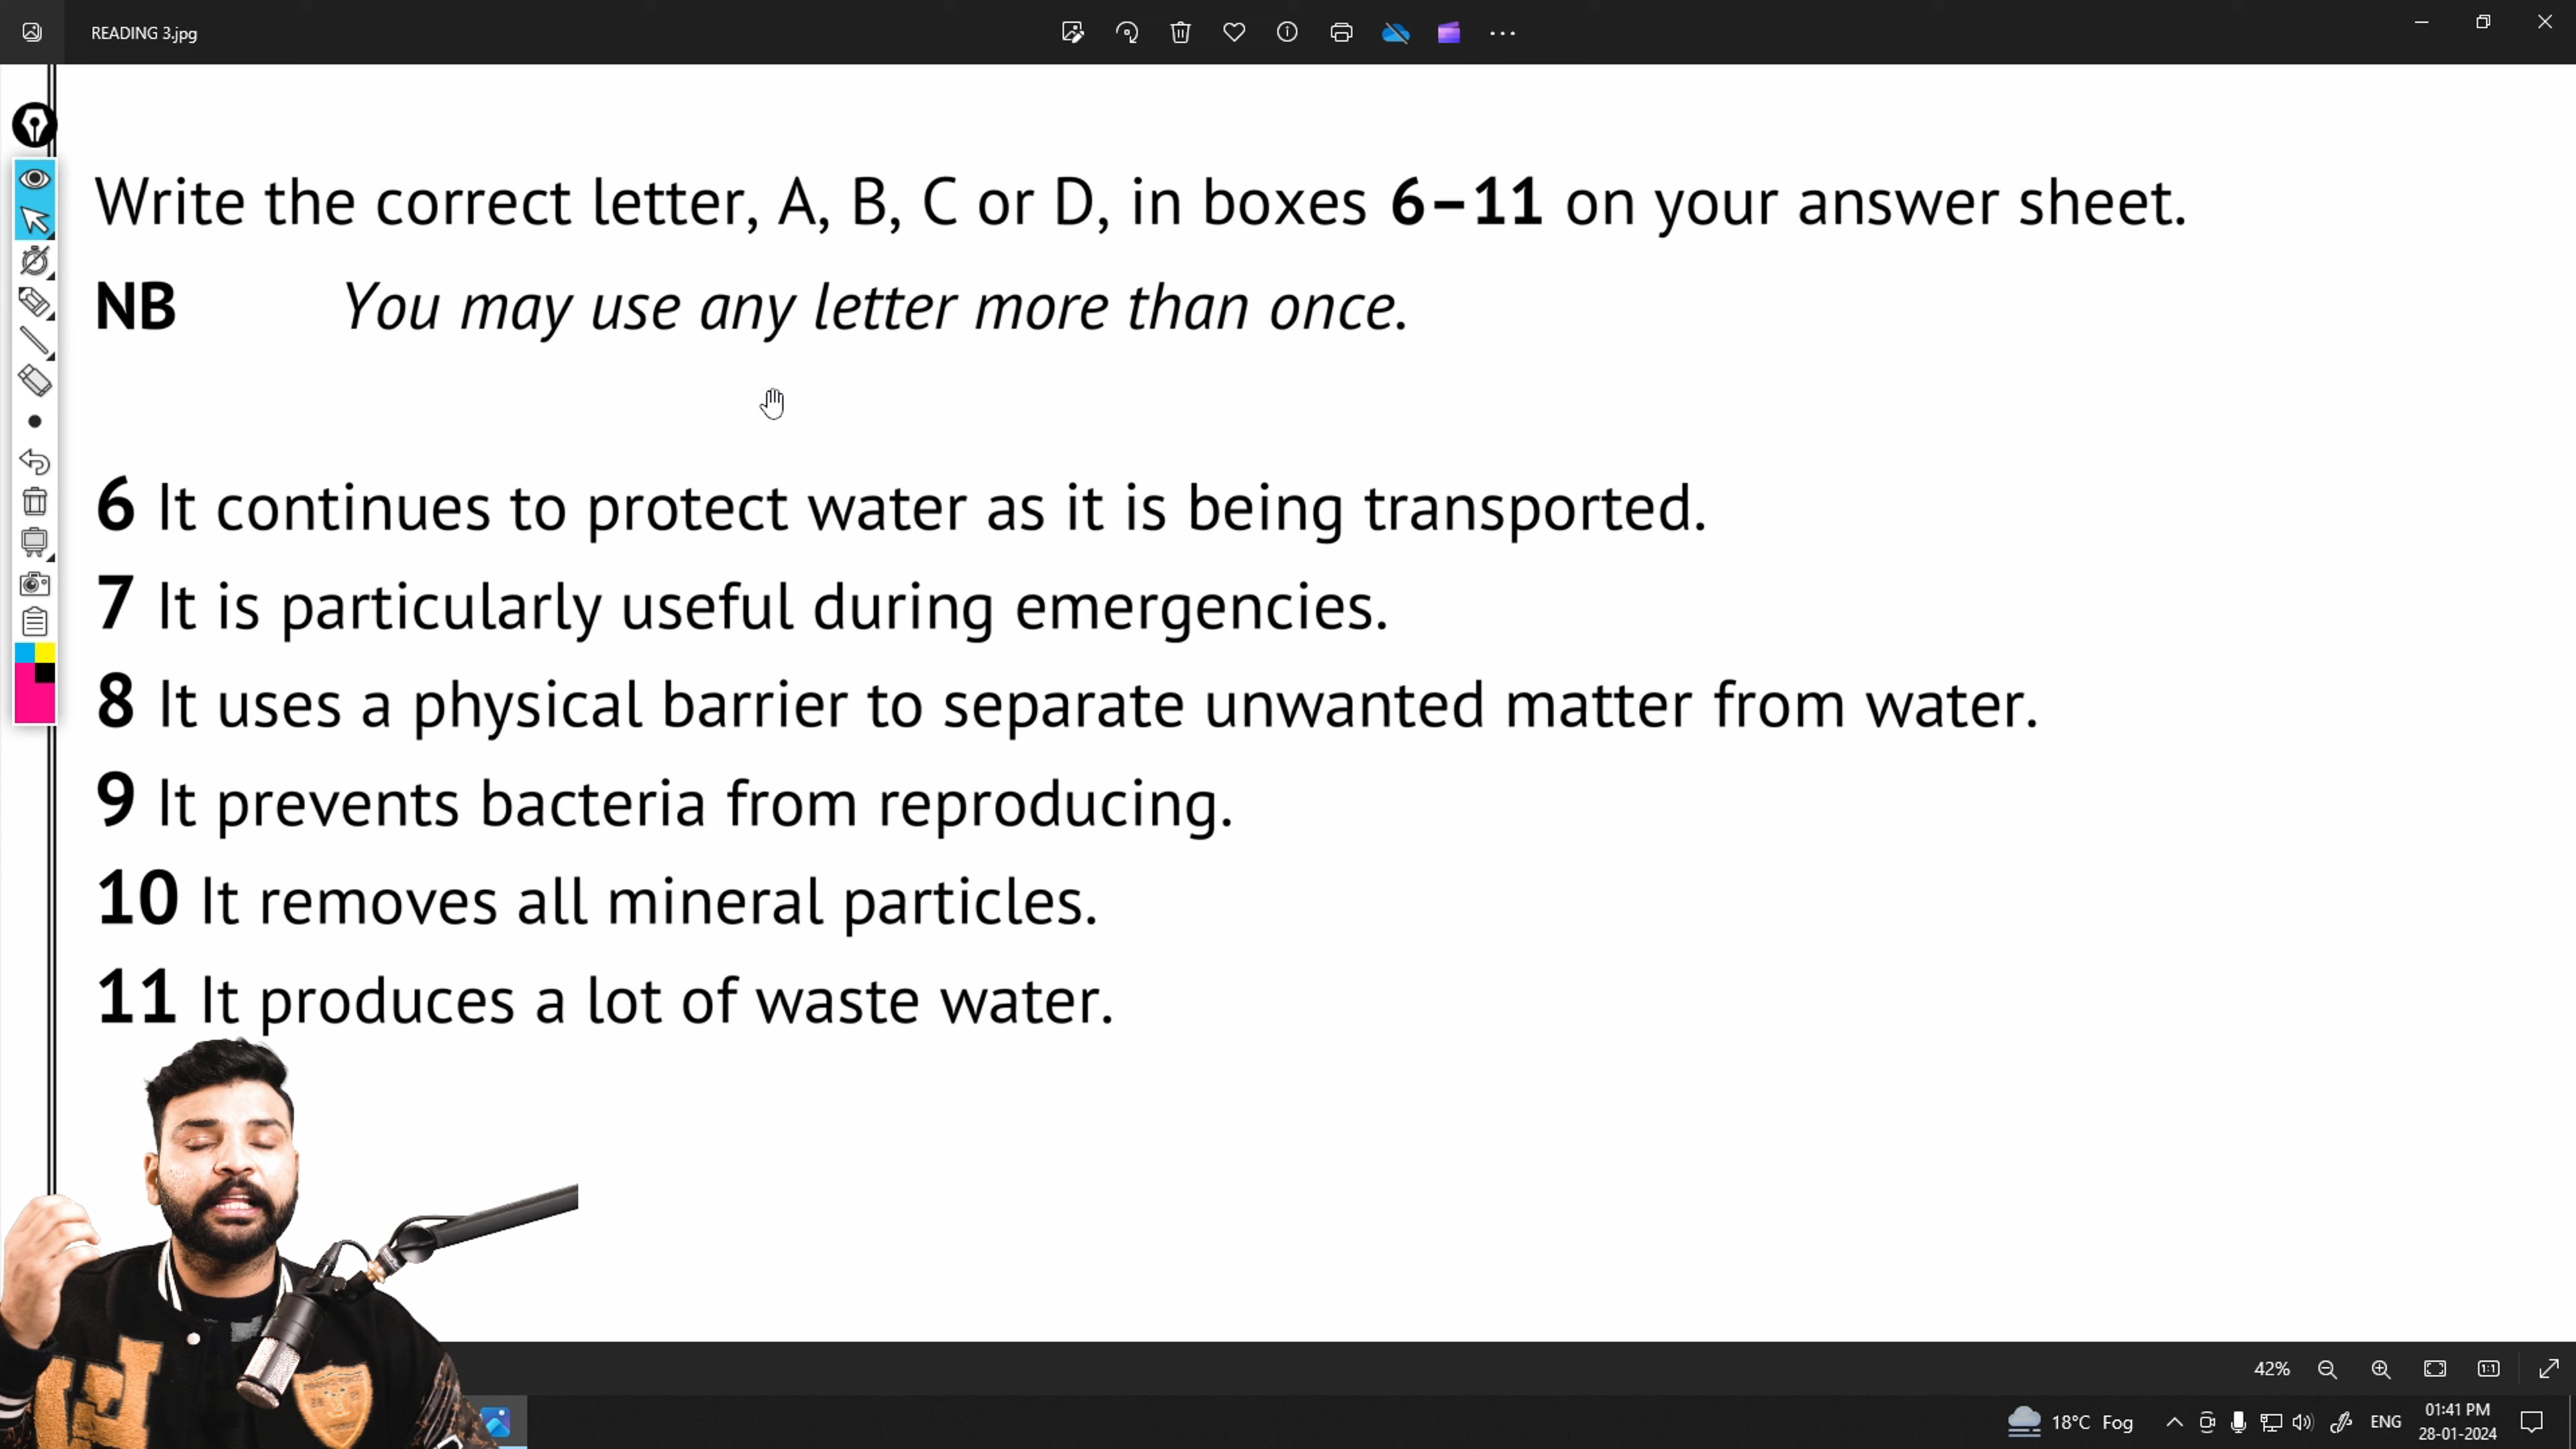 READING 3.jpg
Write the correct letter, A, B, C or D, in boxes 6–11 on your answer sheet.
NB You may use any letter more than once.
6 It continues to protect water as it is being transported.
7 It is particularly useful during emergencies.
8 It uses a physical barrier to separate unwanted matter from water.
9 It prevents bacteria from reproducing.
10 It removes all mineral particles.
11 It produces a lot of waste water.
42%
18°C Fog
ENG
01:41 PM
28-01-2024